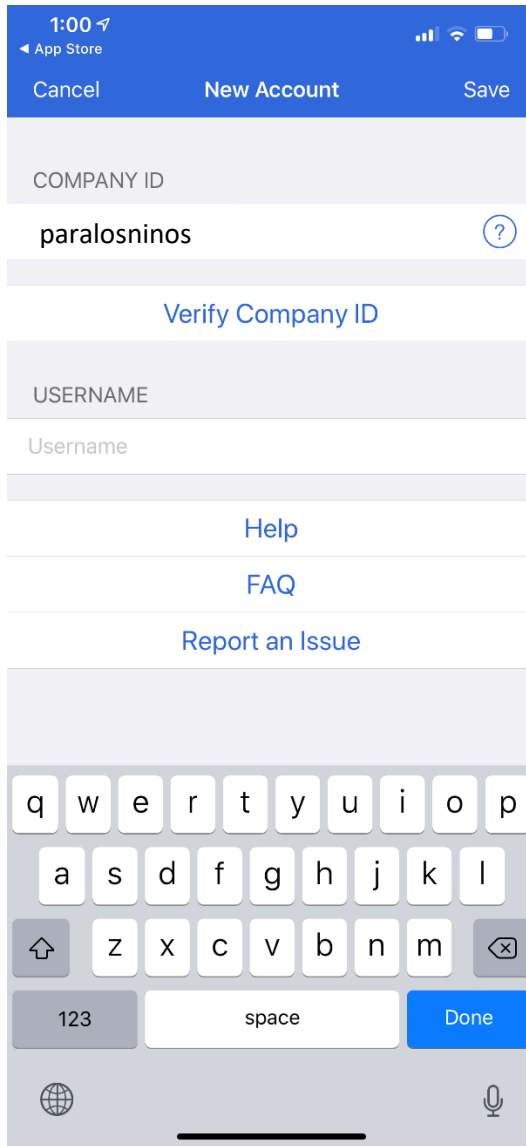 1:00
◀ App Store
Cancel New Account Save
COMPANY ID
paralosninos ?
Verify Company ID
USERNAME
Username
Help
FAQ
Report an Issue
q w e r t y u i o p
a s d f g h j k l
z x c v b n m
123 space Done